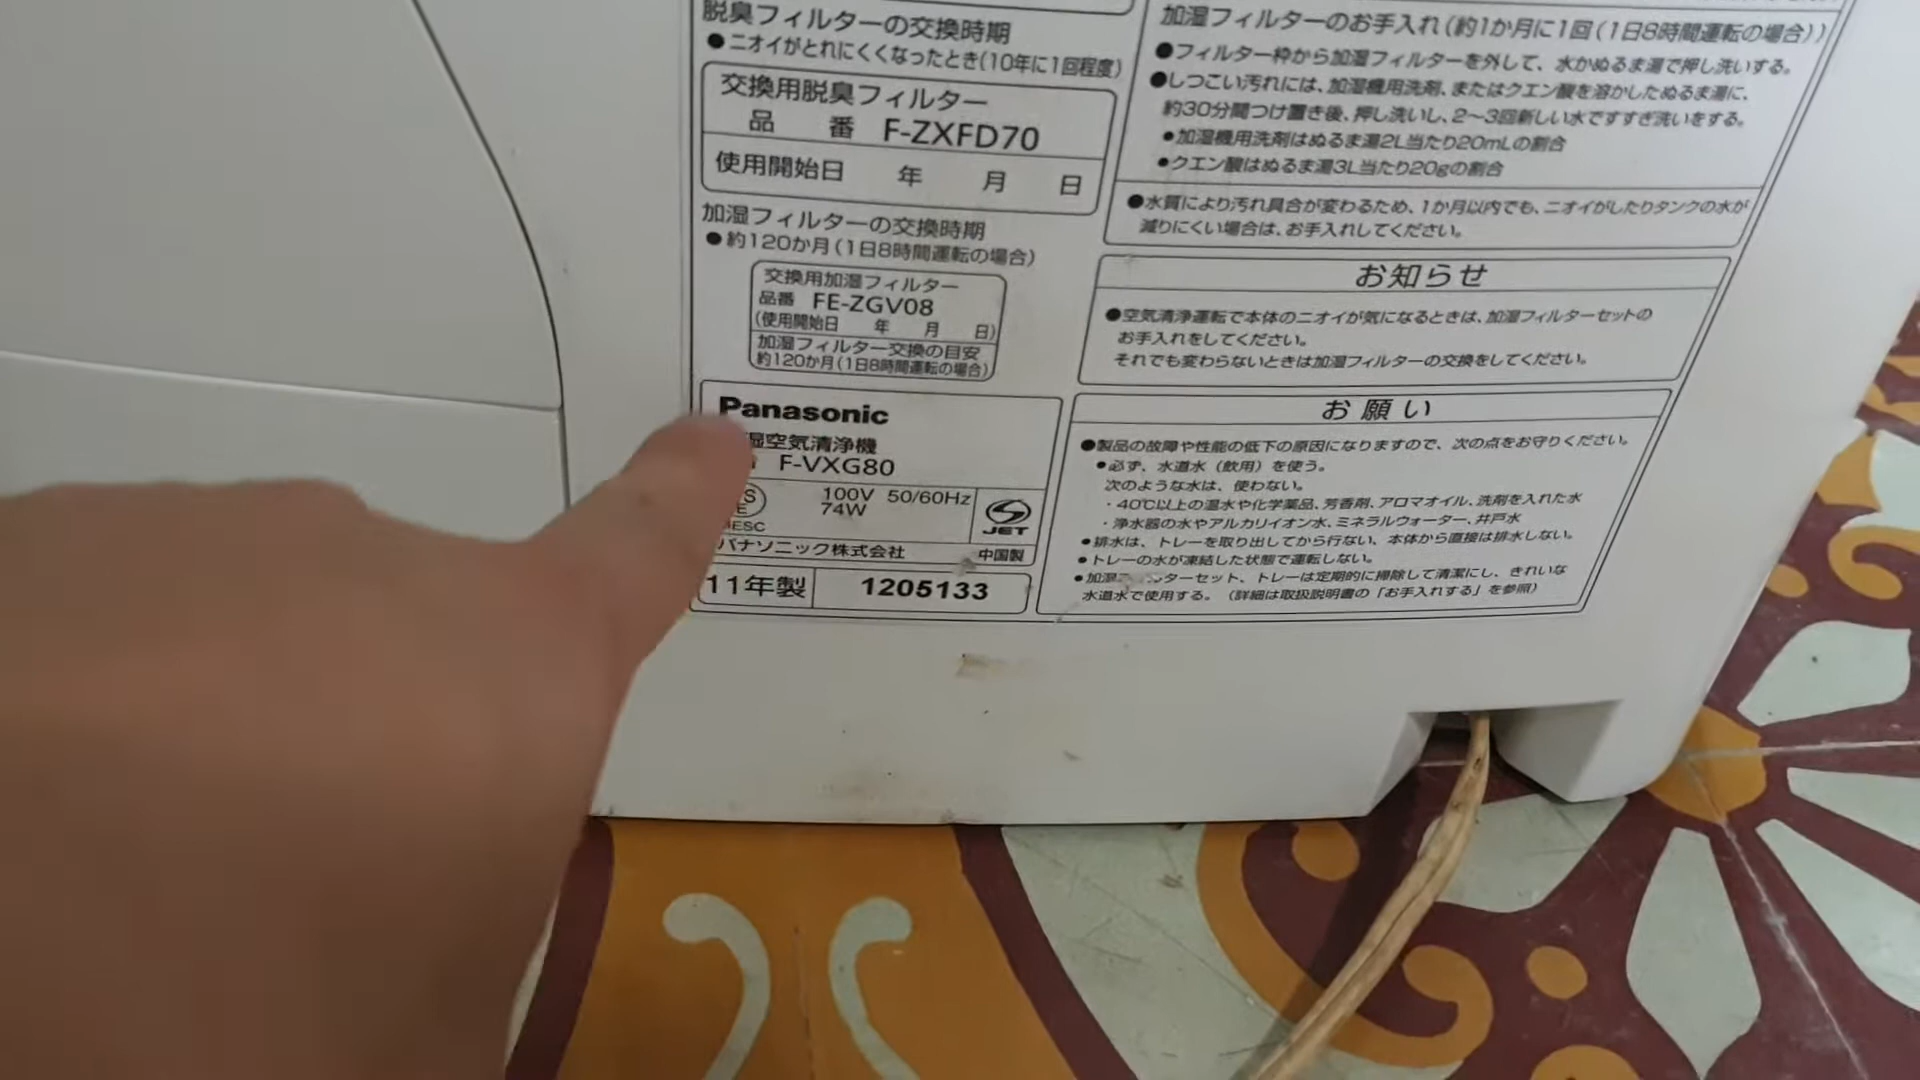 脱臭フィルターの交換時期
●ニオイがとれにくくなったとき(10年に1回程度)
交換用脱臭フィルター
品 番 F-ZXFD70
使用開始日 年 月 日
加湿フィルターの交換時期
●約120か月(1日8時間運転の場合)
交換用加湿フィルター
品番 FE-ZGV08
(使用開始日 年 月 日)
加湿フィルター交換の目安
約120か月(1日8時間運転の場合)
Panasonic
湿空気清浄機
F-VXG80
100V 50/60Hz
74W
JET
パナソニック株式会社 中国製
11年製 1205133
加湿フィルターのお手入れ(約1か月に1回(1日8時間運転の場合))
●フィルター枠から加湿フィルターを外して、水かぬるま湯で押し洗いする。
●しつこい汚れには、加湿機用洗剤、またはクエン酸を溶かしたぬるま湯に、
約30分間つけ置き後、押し洗いし、2〜3回新しい水ですすぎ洗いをする。
●加湿機用洗剤はぬるま湯2L当たり20mLの割合
●クエン酸はぬるま湯3L当たり20gの割合
●水質により汚れ具合が変わるため、1か月以内でも、ニオイがしたりタンクの水が
減りにくい場合は、お手入れしてください。
お知らせ
●空気清浄運転で本体のニオイが気になるときは、加湿フィルターセットの
お手入れをしてください。
それでも変わらないときは加湿フィルターの交換をしてください。
お願い
●製品の故障や性能の低下の原因になりますので、次の点をお守りください。
●必ず、水道水(飲用)を使う。
次のような水は、使わない。
・40℃以上の温水や化学薬品、芳香剤、アロマオイル、洗剤を入れた水
・浄水器の水やアルカリイオン水、ミネラルウォーター、井戸水
●排水は、トレーを取り出してから行ない、本体から直接は排水しない。
●トレーの水が凍結した状態で運転しない。
●加湿 ターセット、トレーは定期的に掃除して清潔にし、きれいな
水道水で使用する。(詳細は取扱説明書の「お手入れする」を参照)